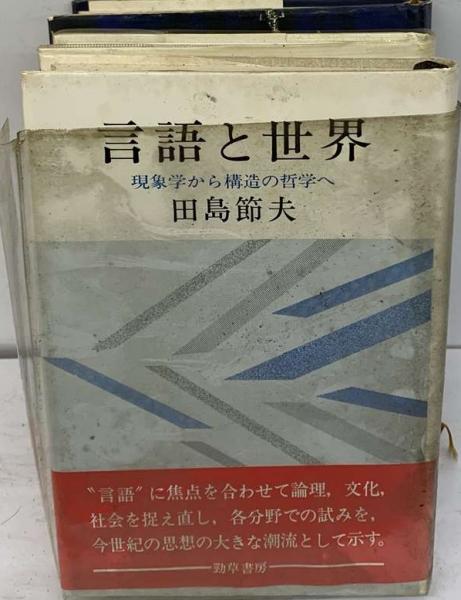 言語と世界
現象学から構造の哲学へ
田島節夫
〝言語〟に焦点を合わせて論理，文化，
社会を捉え直し，各分野での試みを，
今世紀の思想の大きな潮流として示す。
勁草書房